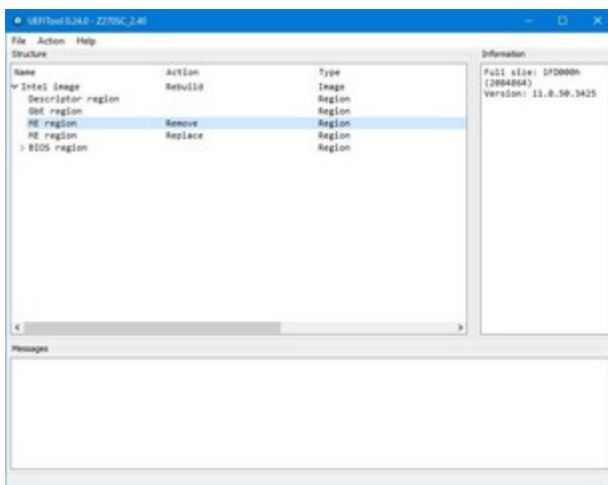 UEFITool 0.24.0 - Z270SC_2.40
File Action Help
Structure
Name Action Type
Intel image Rebuild Image
Descriptor region Region
GbE region Region
ME region Remove Region
ME region Replace Region
BIOS region Region
Information
Full size: 1FD000h
(2084864)
Version: 11.8.50.3425
Messages